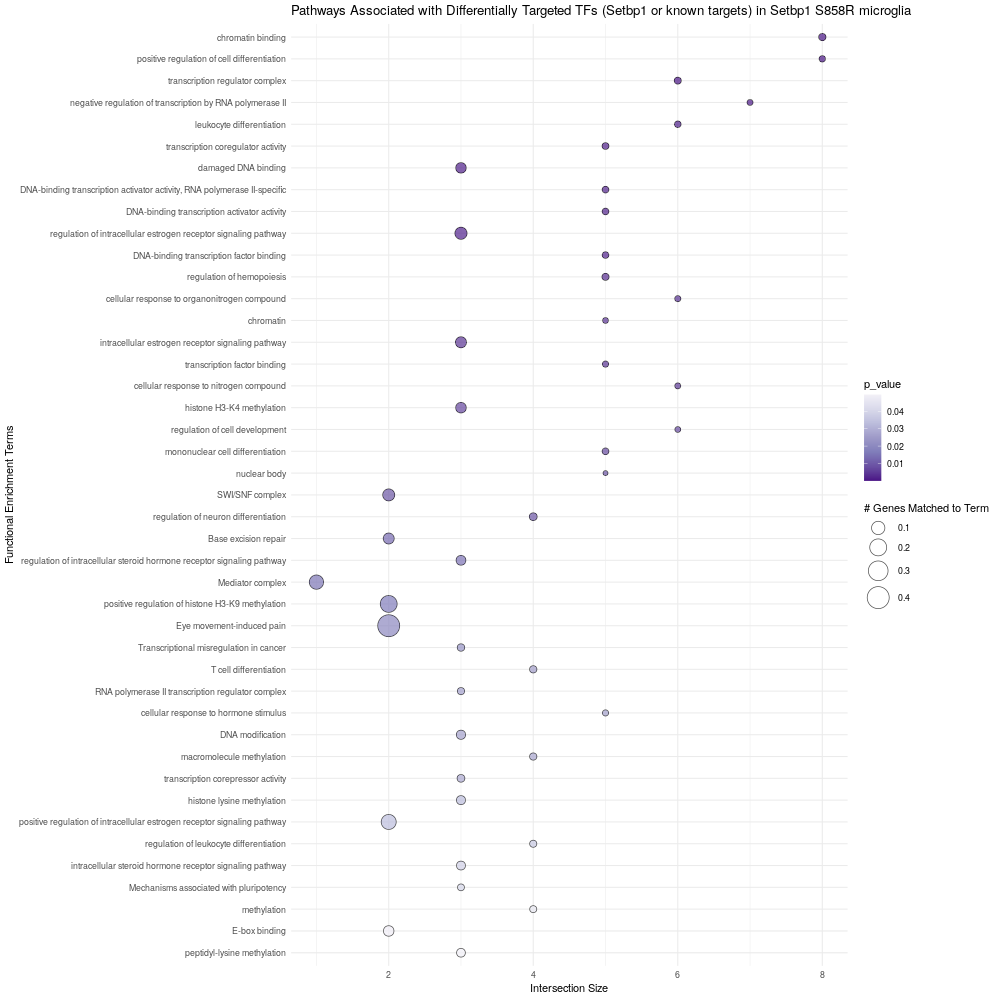 Pathways Associated with Differentially Targeted TFs (Setbp1 or known targets) in Setbp1 S858R microglia
Functional Enrichment Terms
chromatin binding
positive regulation of cell differentiation
transcription regulator complex
negative regulation of transcription by RNA polymerase II
leukocyte differentiation
transcription coregulator activity
damaged DNA binding
DNA-binding transcription activator activity, RNA polymerase II-specific
DNA-binding transcription activator activity
regulation of intracellular estrogen receptor signaling pathway
DNA-binding transcription factor binding
regulation of hemopoiesis
cellular response to organonitrogen compound
chromatin
intracellular estrogen receptor signaling pathway
transcription factor binding
cellular response to nitrogen compound
histone H3-K4 methylation
regulation of cell development
mononuclear cell differentiation
nuclear body
SWI/SNF complex
regulation of neuron differentiation
Base excision repair
regulation of intracellular steroid hormone receptor signaling pathway
Mediator complex
positive regulation of histone H3-K9 methylation
Eye movement-induced pain
Transcriptional misregulation in cancer
T cell differentiation
RNA polymerase II transcription regulator complex
cellular response to hormone stimulus
DNA modification
macromolecule methylation
transcription corepressor activity
histone lysine methylation
positive regulation of intracellular estrogen receptor signaling pathway
regulation of leukocyte differentiation
intracellular steroid hormone receptor signaling pathway
Mechanisms associated with pluripotency
methylation
E-box binding
peptidyl-lysine methylation
2 4 6 8
Intersection Size
p_value
0.04
0.03
0.02
0.01
# Genes Matched to Term
0.1
0.2
0.3
0.4